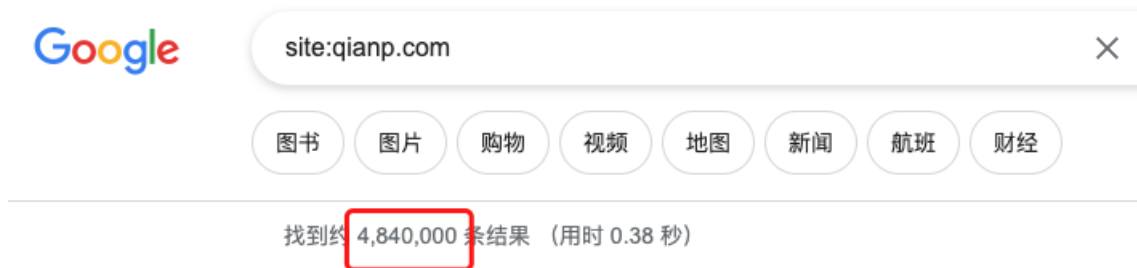 Google site:qianp.com
图书 图片 购物 视频 地图 新闻 航班 财经
找到约 4,840,000 条结果 （用时 0.38 秒）